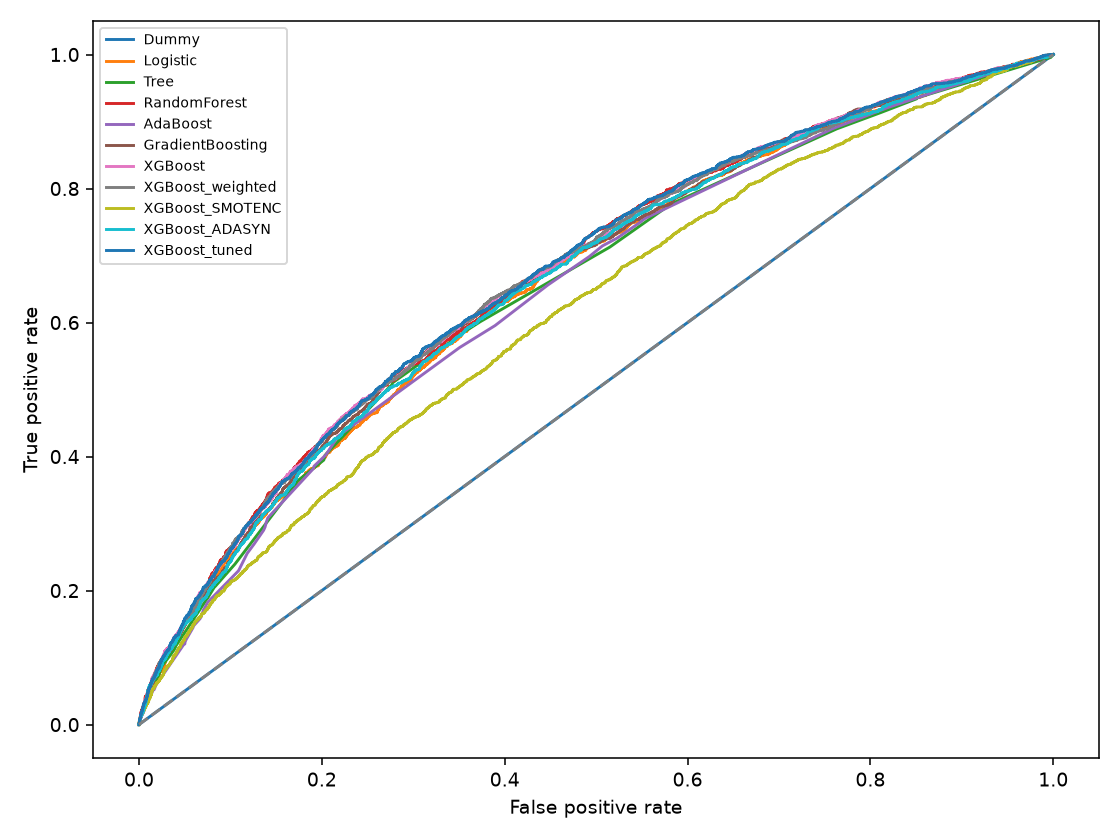 Dummy
Logistic
Tree
RandomForest
AdaBoost
GradientBoosting
XGBoost
XGBoost_weighted
XGBoost_SMOTENC
XGBoost_ADASYN
XGBoost_tuned
1.0
0.8
0.6
0.4
0.2
0.0
True positive rate
0.0 0.2 0.4 0.6 0.8 1.0
False positive rate